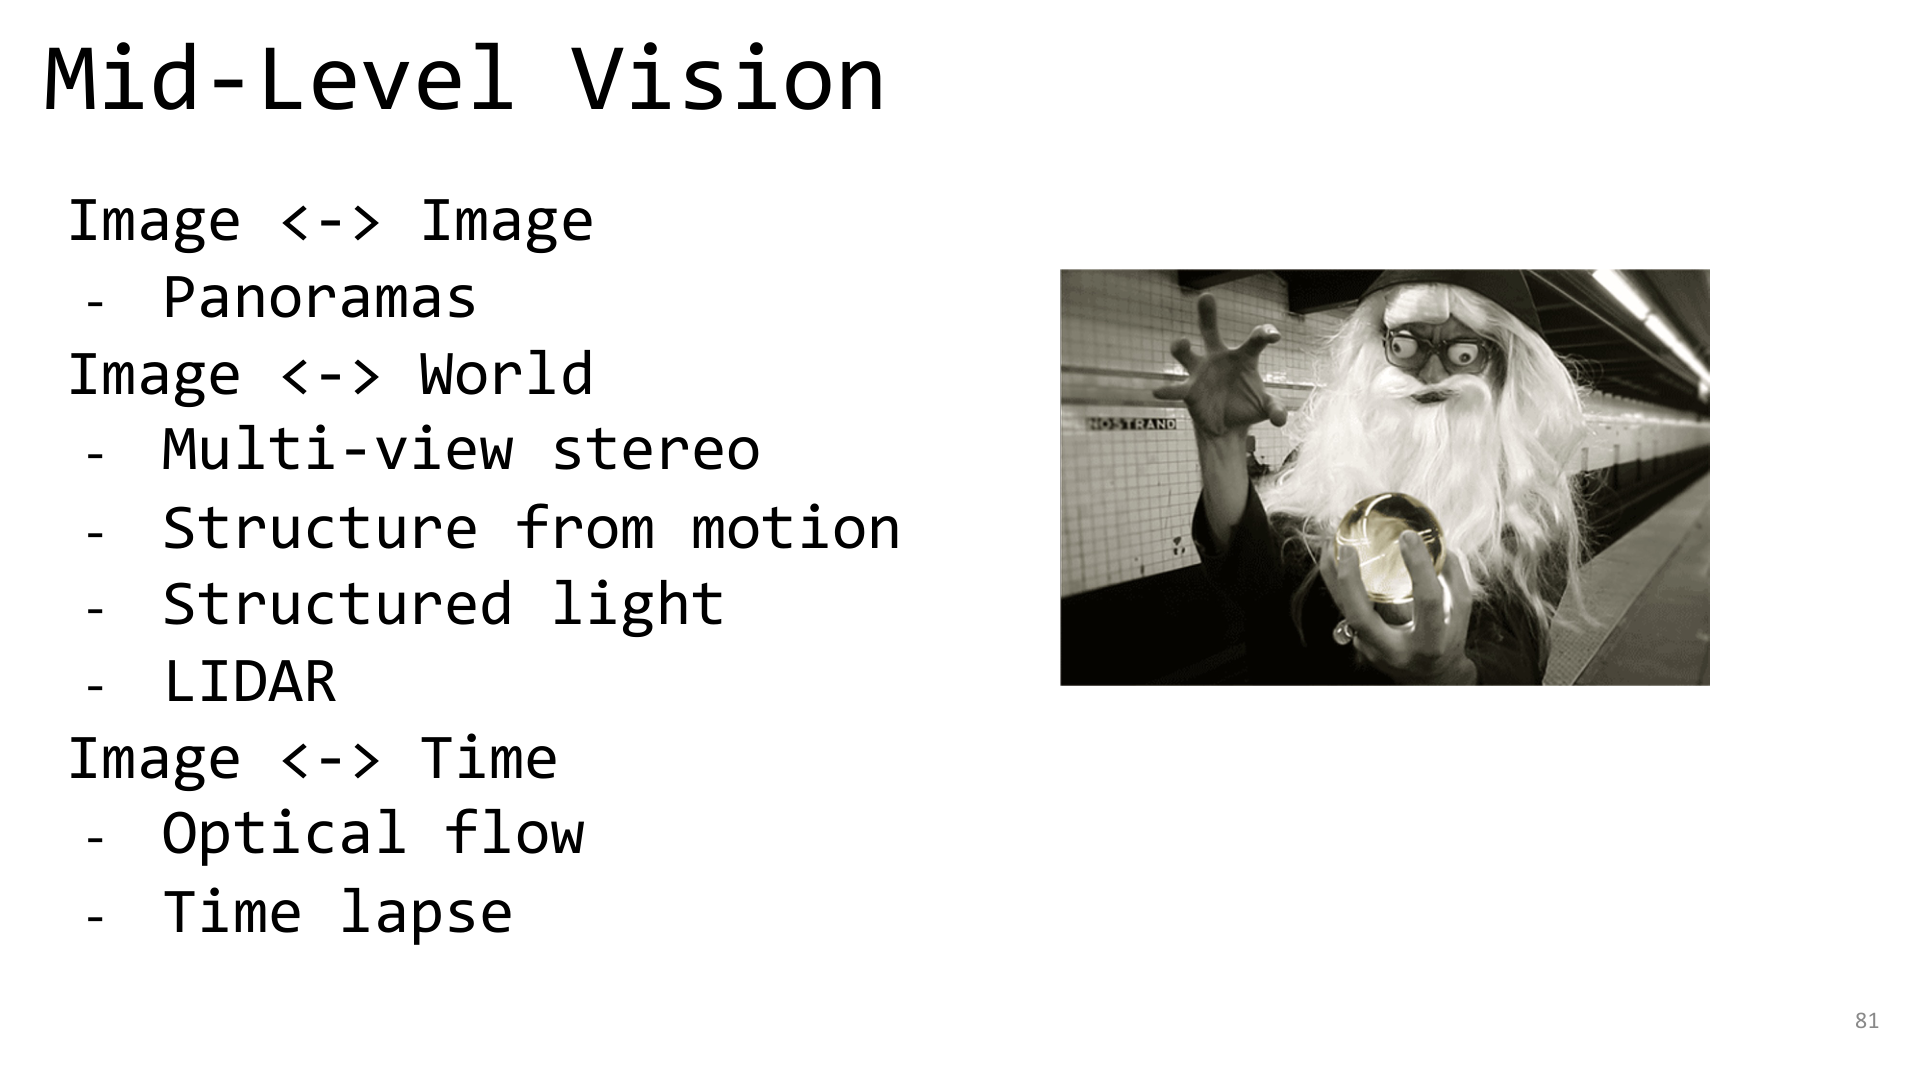 Mid-Level Vision
Image <-> Image
- Panoramas
Image <-> World
- Multi-view stereo
- Structure from motion
- Structured light
- LIDAR
Image <-> Time
- Optical flow
- Time lapse
NOSTRAND
81